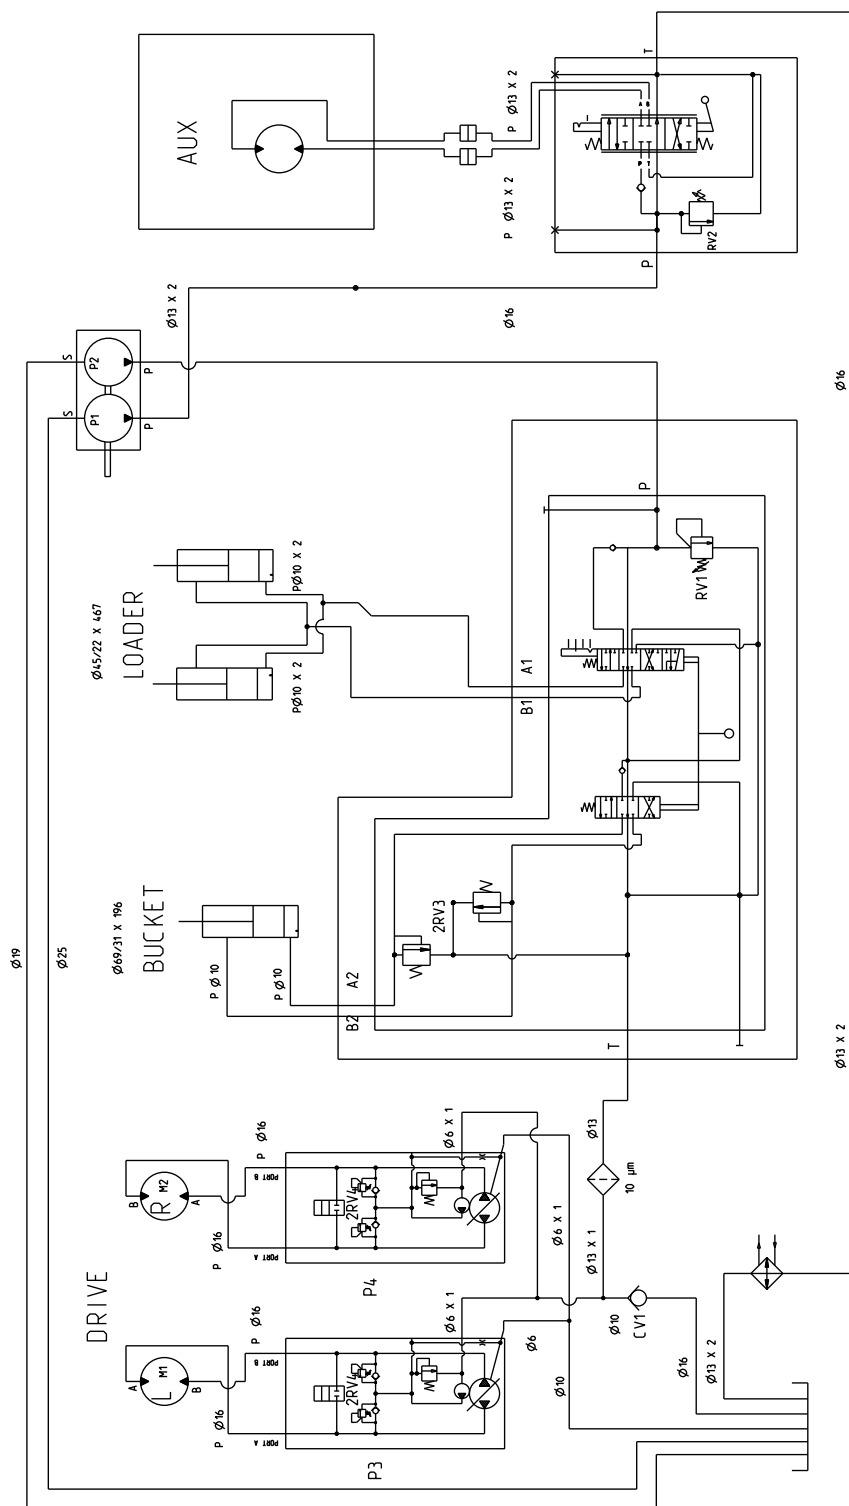 AUX
P Ø13 X 2
P Ø13 X 2
T
A B
P T
RV2
P
Ø13 X 2
Ø16
Ø16
S
P2
P
S
P1
P
P
RV1
Ø45/22 X 467
LOADER
PØ10 X 2
PØ10 X 2
A1
B1
Ø69/31 X 196
BUCKET
P Ø10
P Ø10
2RV3
A2
B2
T
Ø19
Ø25
Ø13 X 2
DRIVE
B
R M2
A
P Ø16
P Ø16
PORT B
PORT A
2RV4
P4
Ø6 X 1
Ø6 X 1
Ø13
10 µm
Ø13 X 1
A
L M1
B
P Ø16
P Ø16
PORT B
PORT A
2RV4
P3
Ø6 X 1
Ø6
Ø10
Ø10
CV1
Ø16
Ø13 X 2